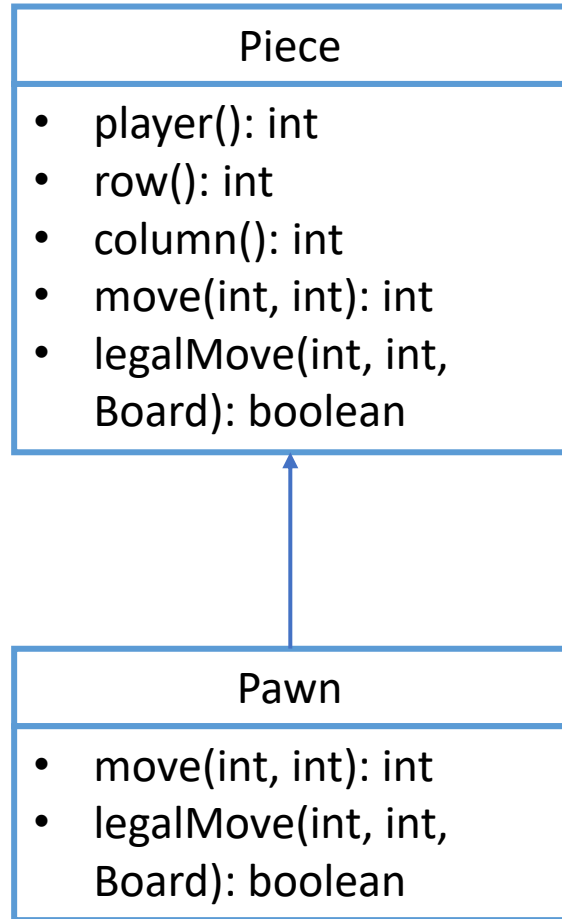 Piece
• player(): int
• row(): int
• column(): int
• move(int, int): int
• legalMove(int, int,
Board): boolean
Pawn
• move(int, int): int
• legalMove(int, int,
Board): boolean